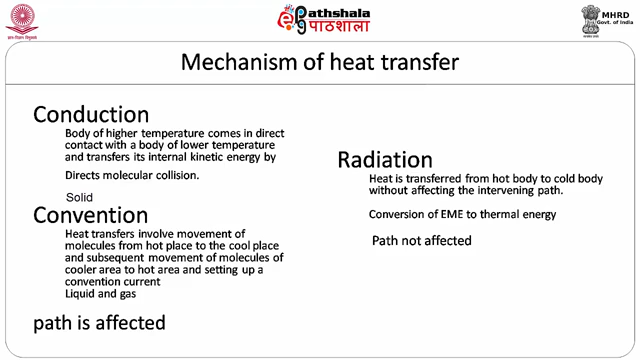 ePathshala
पाठशाला
MHRD
Govt. of India
Mechanism of heat transfer
Conduction
Body of higher temperature comes in direct
contact with a body of lower temperature
and transfers its internal kinetic energy by
Directs molecular collision.
Solid
Convention
Heat transfers involve movement of
molecules from hot place to the cool place
and subsequent movement of molecules of
cooler area to hot area and setting up a
convention current
Liquid and gas
path is affected
Radiation
Heat is transferred from hot body to cold body
without affecting the intervening path.
Conversion of EME to thermal energy
Path not affected